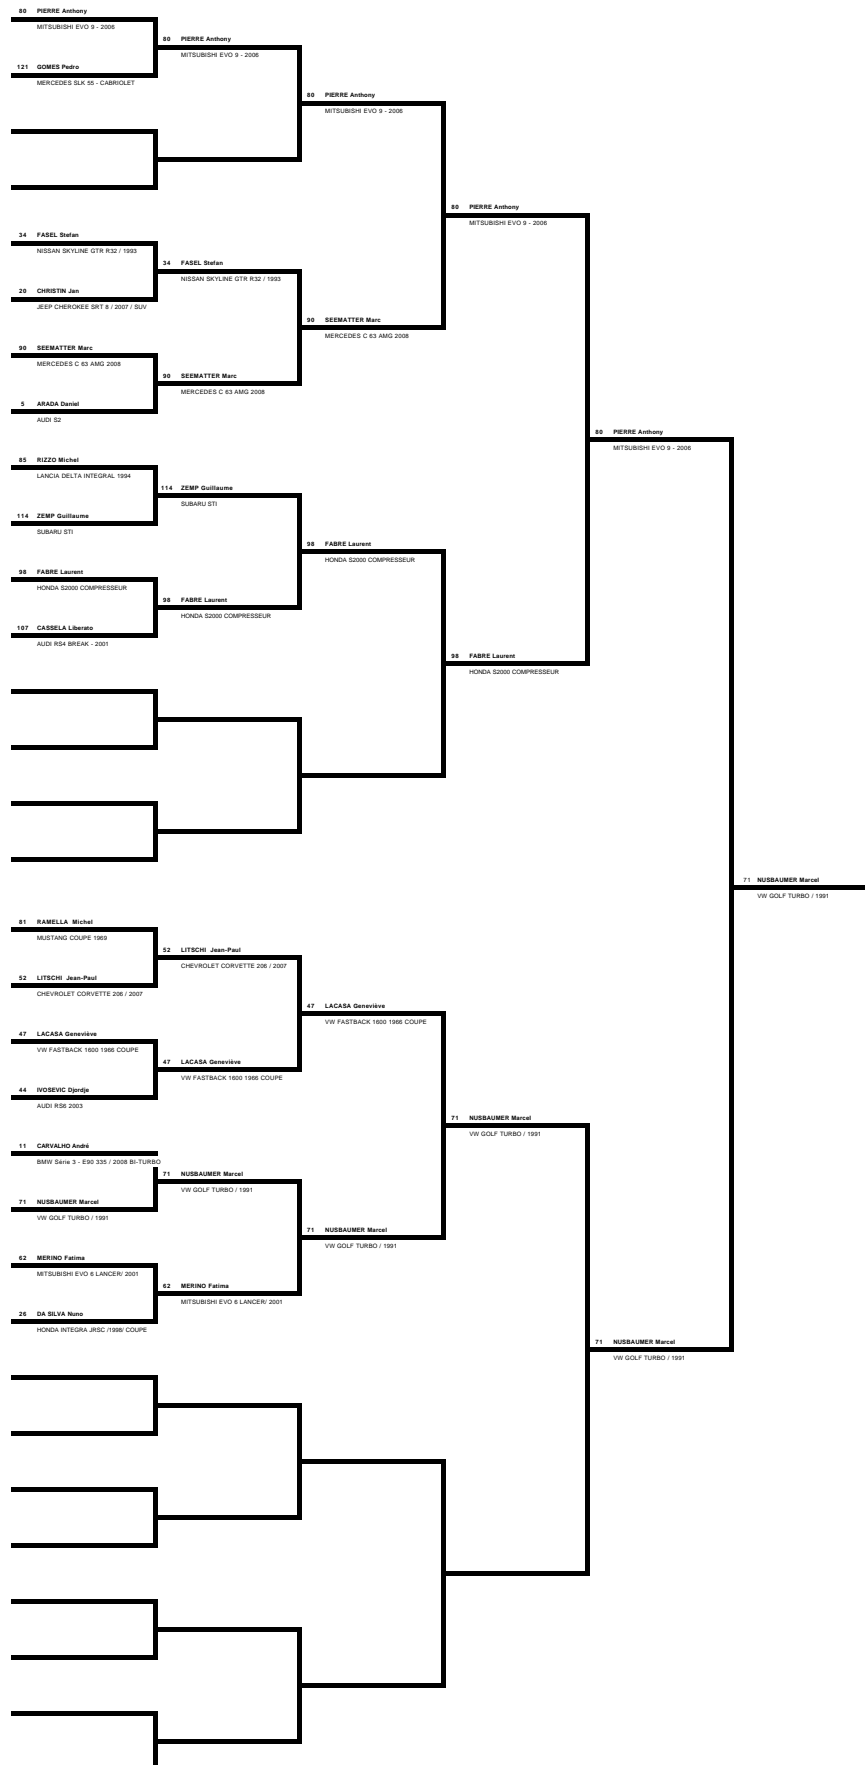 80 PIERRE Anthony
MITSUBISHI EVO 9 - 2006
80 PIERRE Anthony
MITSUBISHI EVO 9 - 2006
121 GOMES Pedro
MERCEDES SLK 55 - CABRIOLET
80 PIERRE Anthony
MITSUBISHI EVO 9 - 2006
80 PIERRE Anthony
MITSUBISHI EVO 9 - 2006
34 FASEL Stefan
NISSAN SKYLINE GTR R32 / 1993
34 FASEL Stefan
NISSAN SKYLINE GTR R32 / 1993
20 CHRISTIN Jan
JEEP CHEROKEE SRT 8 / 2007 / SUV
90 SEEMATTER Marc
MERCEDES C 63 AMG 2008
90 SEEMATTER Marc
MERCEDES C 63 AMG 2008
90 SEEMATTER Marc
MERCEDES C 63 AMG 2008
5 ARADA Daniel
AUDI S2
80 PIERRE Anthony
MITSUBISHI EVO 9 - 2006
85 RIZZO Michel
LANCIA DELTA INTEGRAL 1994
114 ZEMP Guillaume
SUBARU STI
114 ZEMP Guillaume
SUBARU STI
98 FABRE Laurent
HONDA S2000 COMPRESSEUR
98 FABRE Laurent
HONDA S2000 COMPRESSEUR
98 FABRE Laurent
HONDA S2000 COMPRESSEUR
107 CASSELA Liberato
AUDI RS4 BREAK - 2001
98 FABRE Laurent
HONDA S2000 COMPRESSEUR
71 NUSBAUMER Marcel
VW GOLF TURBO / 1991
81 RAMELLA Michel
MUSTANG COUPE 1969
52 LITSCHI Jean-Paul
CHEVROLET CORVETTE 206 / 2007
52 LITSCHI Jean-Paul
CHEVROLET CORVETTE 206 / 2007
47 LACASA Geneviève
VW FASTBACK 1600 1966 COUPE
47 LACASA Geneviève
VW FASTBACK 1600 1966 COUPE
47 LACASA Geneviève
VW FASTBACK 1600 1966 COUPE
44 IVOSEVIC Djordje
AUDI RS6 2003
71 NUSBAUMER Marcel
VW GOLF TURBO / 1991
11 CARVALHO André
BMW Série 3 - E90 335 / 2008 BI-TURBO
71 NUSBAUMER Marcel
VW GOLF TURBO / 1991
71 NUSBAUMER Marcel
VW GOLF TURBO / 1991
71 NUSBAUMER Marcel
VW GOLF TURBO / 1991
62 MERINO Fatima
MITSUBISHI EVO 6 LANCER/ 2001
62 MERINO Fatima
MITSUBISHI EVO 6 LANCER/ 2001
26 DA SILVA Nuno
HONDA INTEGRA JRSC /1998/ COUPE
71 NUSBAUMER Marcel
VW GOLF TURBO / 1991